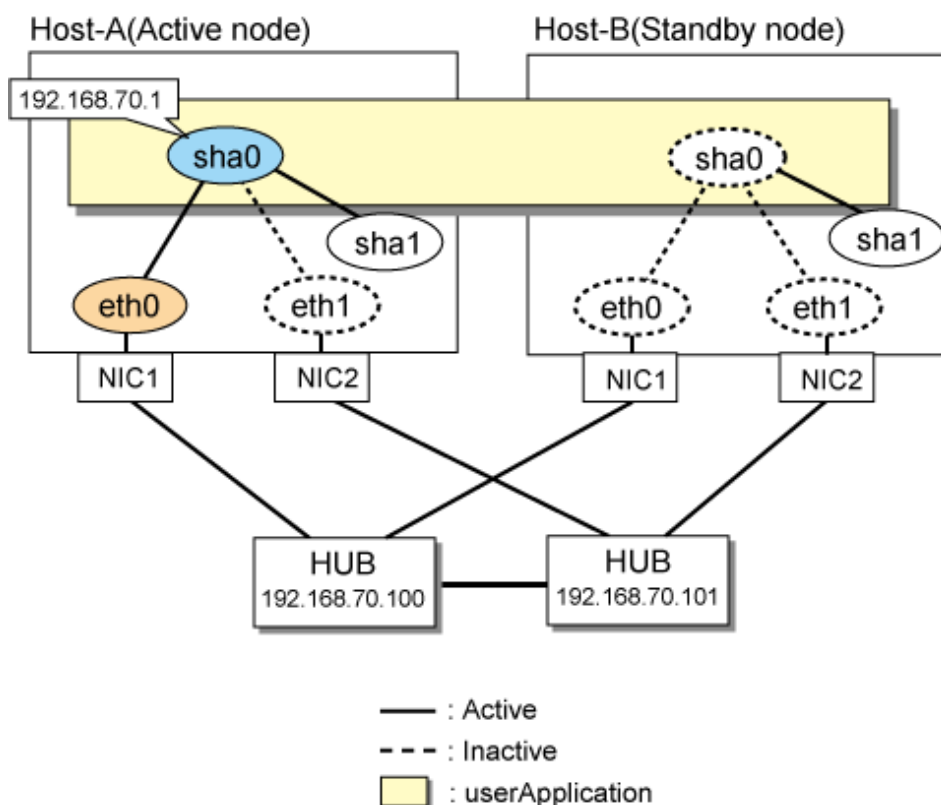 Host-A(Active node)
Host-B(Standby node)
192.168.70.1
sha0
sha0
sha1
sha1
eth0
eth1
eth0
eth1
NIC1
NIC2
NIC1
NIC2
HUB
192.168.70.100
HUB
192.168.70.101
: Active
: Inactive
: userApplication